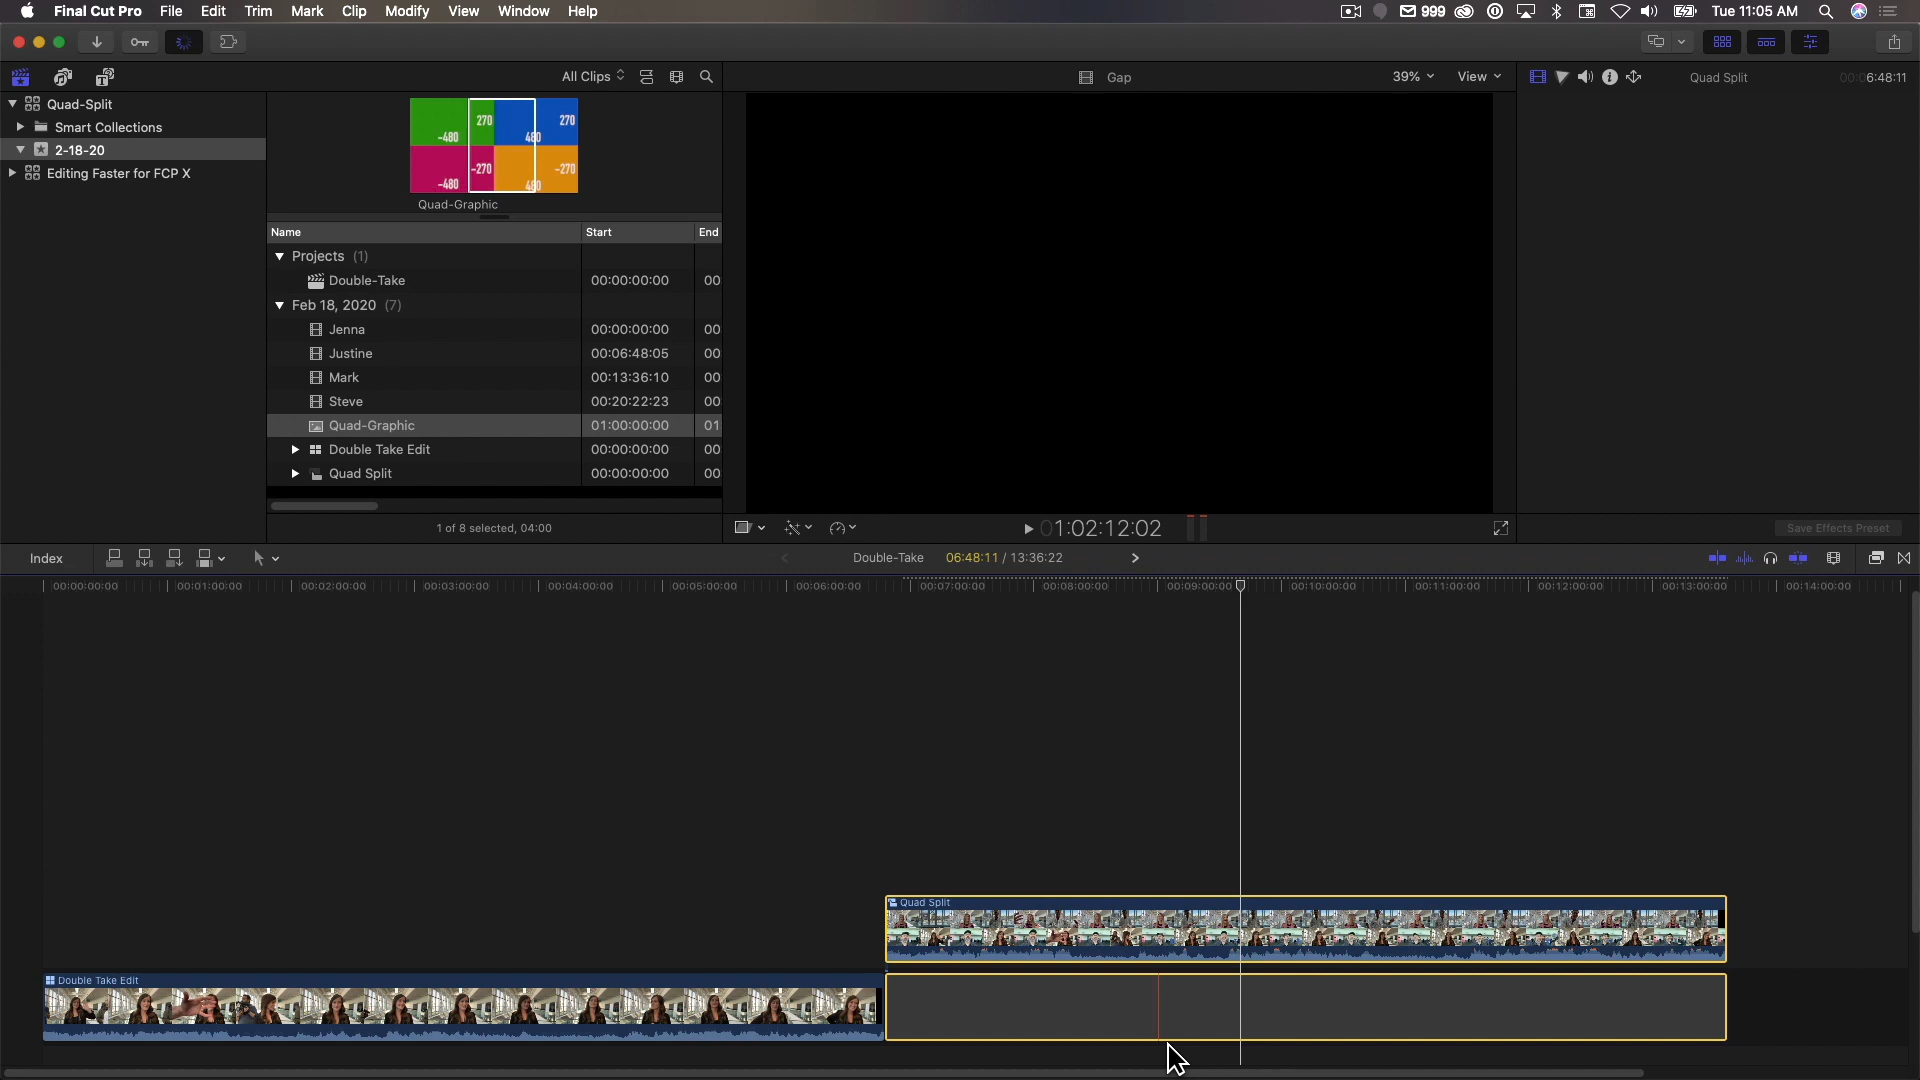 Final Cut Pro File Edit Trim Mark Clip Modify View Window Help 999 Tue 11:05 AM
All Clips Gap 39% View Quad Split 00:06:48:11
Quad-Split
Smart Collections
2-18-20
Editing Faster for FCP X
270 270
-480 480
-270 -270
-480 480
Quad-Graphic
Name Start End
Projects (1)
Double-Take 00:00:00:00 00
Feb 18, 2020 (7)
Jenna 00:00:00:00 00
Justine 00:06:48:05 00
Mark 00:13:36:10 00
Steve 00:20:22:23 00
Quad-Graphic 01:00:00:00 01
Double Take Edit 00:00:00:00 00
Quad Split 00:00:00:00 00
1 of 8 selected, 04:00
01:02:12:02
Save Effects Preset
Index Double-Take 06:48:11 / 13:36:22
00:00:00:00 00:01:00:00 00:02:00:00 00:03:00:00 00:04:00:00 00:05:00:00 00:06:00:00 00:07:00:00 00:08:00:00 00:09:00:00 00:10:00:00 00:11:00:00 00:12:00:00 00:13:00:00 00:14:00:00
Quad Split
Double Take Edit